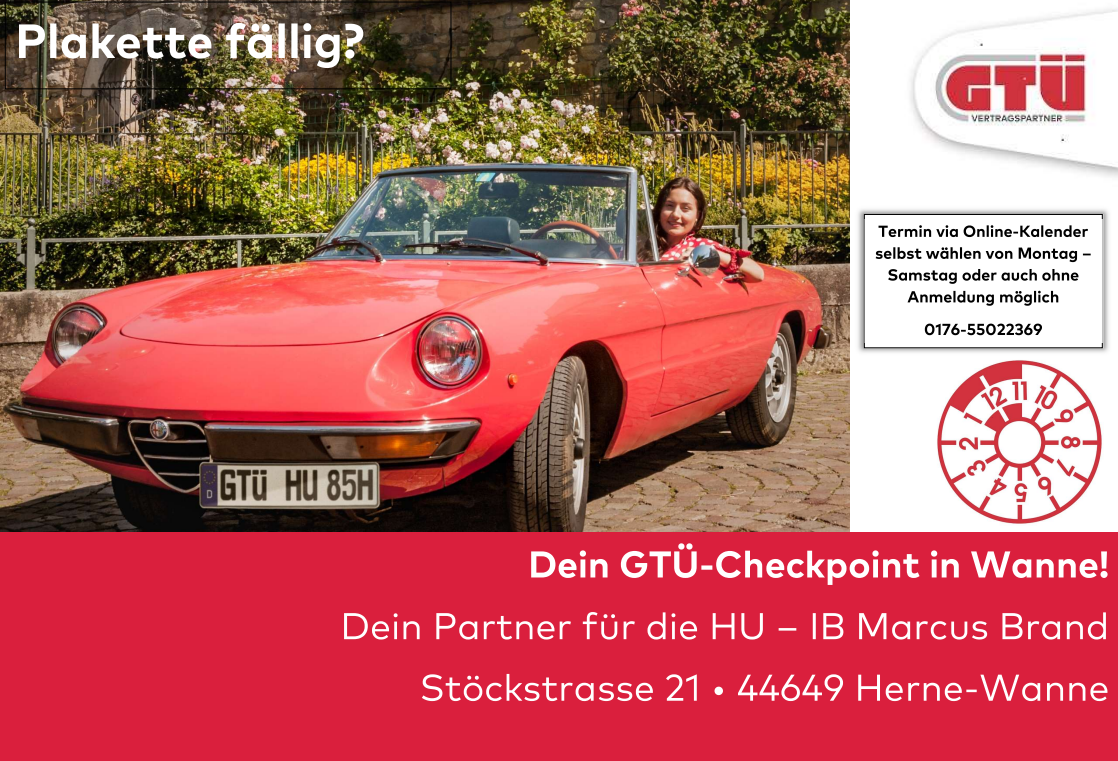 Plakette fällig?
GTÜ
VERTRAGSPARTNER
Termin via Online-Kalender
selbst wählen von Montag –
Samstag oder auch ohne
Anmeldung möglich
0176-55022369
12 11 10
1 9
2 8
3 7
4 5 6
D GTÜ HU 85H
Dein GTÜ-Checkpoint in Wanne!
Dein Partner für die HU – IB Marcus Brand
Stöckstrasse 21 • 44649 Herne-Wanne